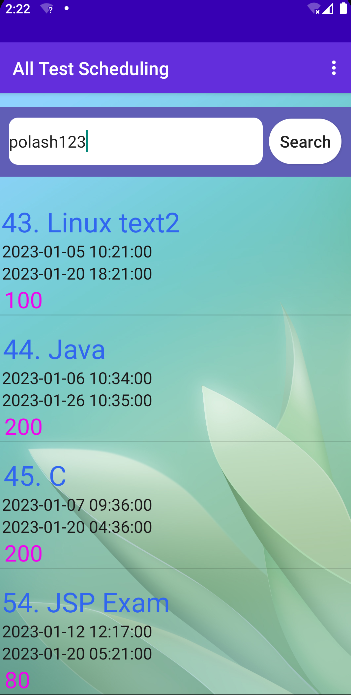 2:22
All Test Scheduling
polash123
Search
43. Linux text2
2023-01-05 10:21:00
2023-01-20 18:21:00
100
44. Java
2023-01-06 10:34:00
2023-01-26 10:35:00
200
45. C
2023-01-07 09:36:00
2023-01-20 04:36:00
200
54. JSP Exam
2023-01-12 12:17:00
2023-01-20 05:21:00
80